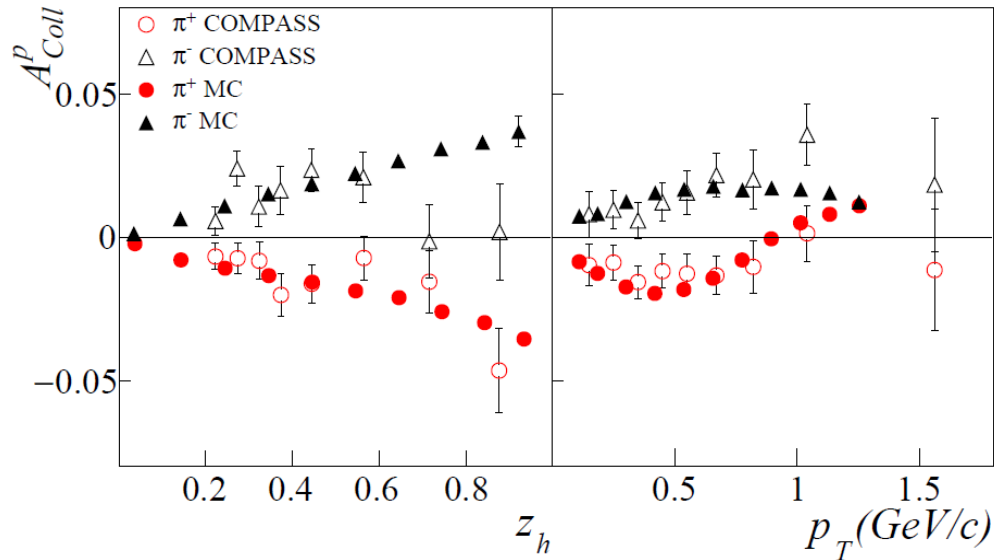 A^p_Coll
π⁺ COMPASS
π⁻ COMPASS
π⁺ MC
π⁻ MC
0.05
0
−0.05
0.2 0.4 0.6 0.8 0.5 1 1.5
z_h p_T (GeV/c)